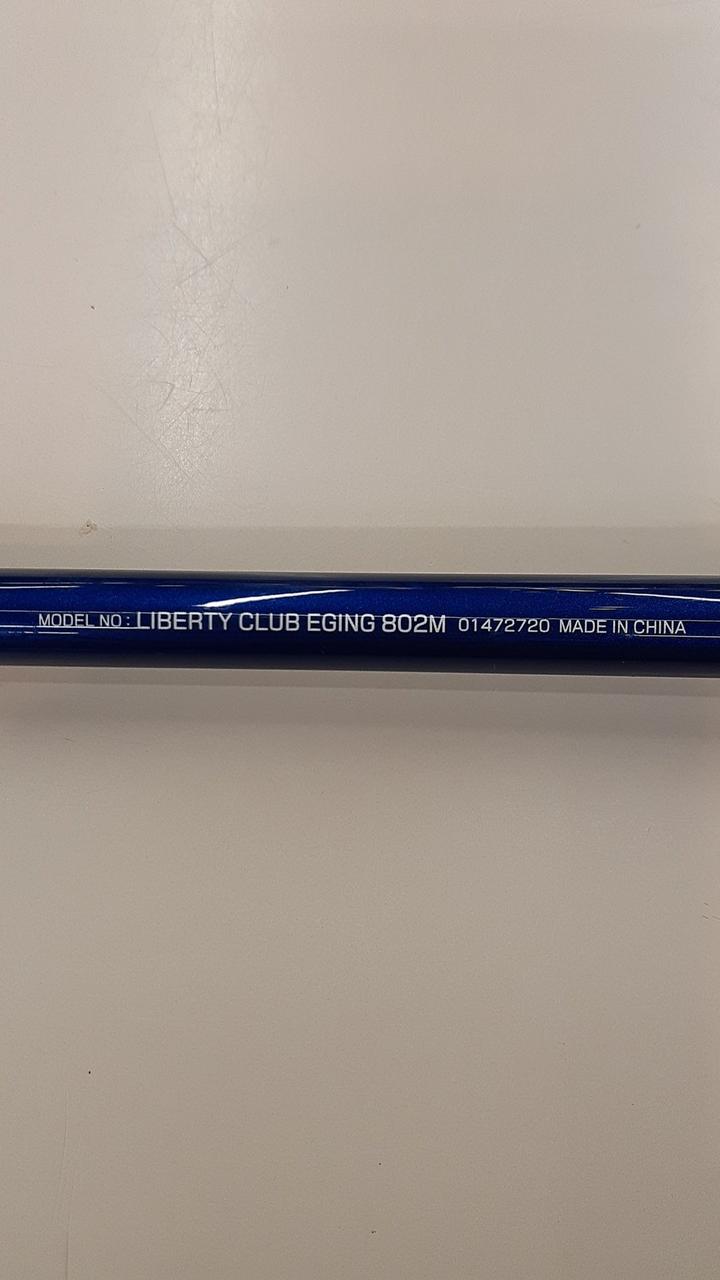 MODEL NO : LIBERTY CLUB EGING 802M 01472720 MADE IN CHINA